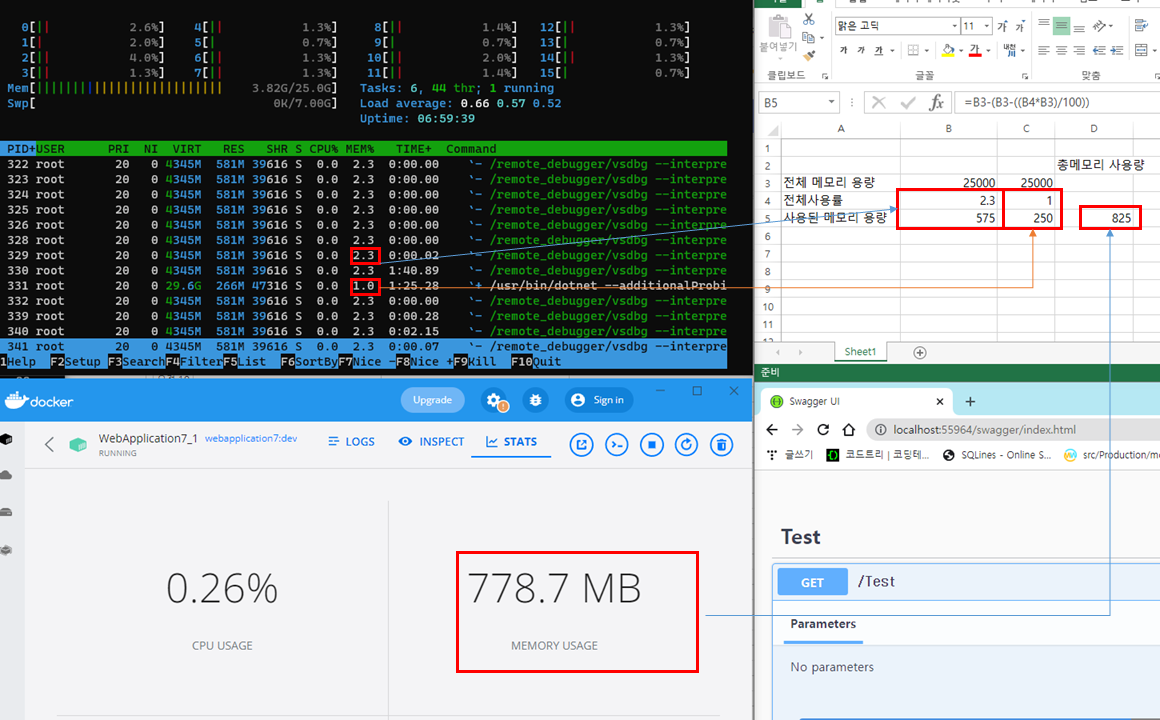 0[|| 2.6%] 4[|| 1.3%] 8[|| 1.4%] 12[|| 1.3%]
1[| 2.0%] 5[| 0.7%] 9[| 0.7%] 13[| 0.7%]
2[|| 4.0%] 6[|| 1.3%] 10[|| 0.7%] 14[|| 1.3%]
3[|| 1.3%] 7[|| 1.3%] 11[|| 1.4%] 15[| 0.7%]
Mem[ 3.82G/25.0G] Tasks: 6, 44 thr; 1 running
Swp[ 0K/7.00G] Load average: 0.66 0.57 0.52
Uptime: 06:59:39
PID+USER PRI NI VIRT RES SHR S CPU% MEM% TIME+ Command
322 root 20 0 4345M 581M 39616 S 0.0 2.3 0:00.00 `- /remote_debugger/vsdbg --interpre
323 root 20 0 4345M 581M 39616 S 0.0 2.3 0:00.00 `- /remote_debugger/vsdbg --interpre
324 root 20 0 4345M 581M 39616 S 0.0 2.3 0:00.00 `- /remote_debugger/vsdbg --interpre
325 root 20 0 4345M 581M 39616 S 0.0 2.3 0:00.00 `- /remote_debugger/vsdbg --interpre
326 root 20 0 4345M 581M 39616 S 0.0 2.3 0:00.00 `- /remote_debugger/vsdbg --interpre
328 root 20 0 4345M 581M 39616 S 0.0 2.3 0:00.00 `- /remote_debugger/vsdbg --interpre
329 root 20 0 4345M 581M 39616 S 0.0 2.3 0:00.02 `- /remote_debugger/vsdbg --interpre
330 root 20 0 4345M 581M 39616 S 0.0 2.3 1:40.89 `- /remote_debugger/vsdbg --interpre
331 root 20 0 29.6G 266M 47316 S 0.0 1.0 1:25.28 `+ /usr/bin/dotnet --additionalProbi
332 root 20 0 4345M 581M 39616 S 0.0 2.3 0:00.00 `- /remote_debugger/vsdbg --interpre
339 root 20 0 4345M 581M 39616 S 0.0 2.3 0:00.28 `- /remote_debugger/vsdbg --interpre
340 root 20 0 4345M 581M 39616 S 0.0 2.3 0:02.15 `- /remote_debugger/vsdbg --interpre
341 root 20 0 4345M 581M 39616 S 0.0 2.3 0:00.07 `- /remote_debugger/vsdbg --interpre
1Help F2Setup F3SearchF4FilterF5List F6SortByF7Nice -F8Nice +F9Kill F10Quit
붙여넣기
맑은 고딕 11 가 가
가 가 가 가 내천
클립보드 글꼴 맞춤
B5 fx =B3-(B3-((B4*B3)/100))
A B C D
1
2 총메모리 사용량
3 전체 메모리 용량 25000 25000
4 전체사용률 2.3 1
5 사용된 메모리 용량 575 250 825
6
7
8
9
10
11
Sheet1
준비
docker
Upgrade
Sign in
WebApplication7_1 webapplication7:dev
RUNNING
LOGS INSPECT STATS
0.26%
CPU USAGE
778.7 MB
MEMORY USAGE
Swagger UI
localhost:55964/swagger/index.html
글쓰기 코드트리 | 코딩테... SQLines - Online S... src/Production/m
Test
GET /Test
Parameters
No parameters